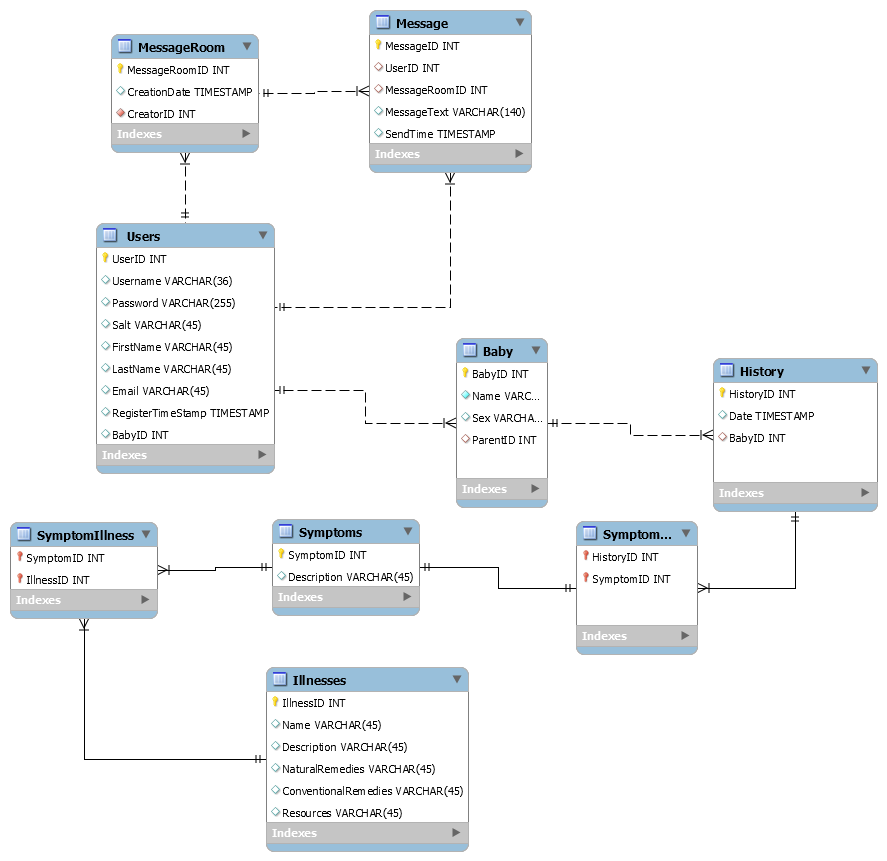 Message
MessageID INT
UserID INT
MessageRoomID INT
MessageText VARCHAR(140)
SendTime TIMESTAMP
Indexes
MessageRoom
MessageRoomID INT
CreationDate TIMESTAMP
CreatorID INT
Indexes
Users
UserID INT
Username VARCHAR(36)
Password VARCHAR(255)
Salt VARCHAR(45)
FirstName VARCHAR(45)
LastName VARCHAR(45)
Email VARCHAR(45)
RegisterTimeStamp TIMESTAMP
BabyID INT
Indexes
Baby
BabyID INT
Name VARC...
Sex VARCHA...
ParentID INT
Indexes
History
HistoryID INT
Date TIMESTAMP
BabyID INT
Indexes
SymptomIllness
SymptomID INT
IllnessID INT
Indexes
Symptoms
SymptomID INT
Description VARCHAR(45)
Indexes
Symptom...
HistoryID INT
SymptomID INT
Indexes
Illnesses
IllnessID INT
Name VARCHAR(45)
Description VARCHAR(45)
NaturalRemedies VARCHAR(45)
ConventionalRemedies VARCHAR(45)
Resources VARCHAR(45)
Indexes